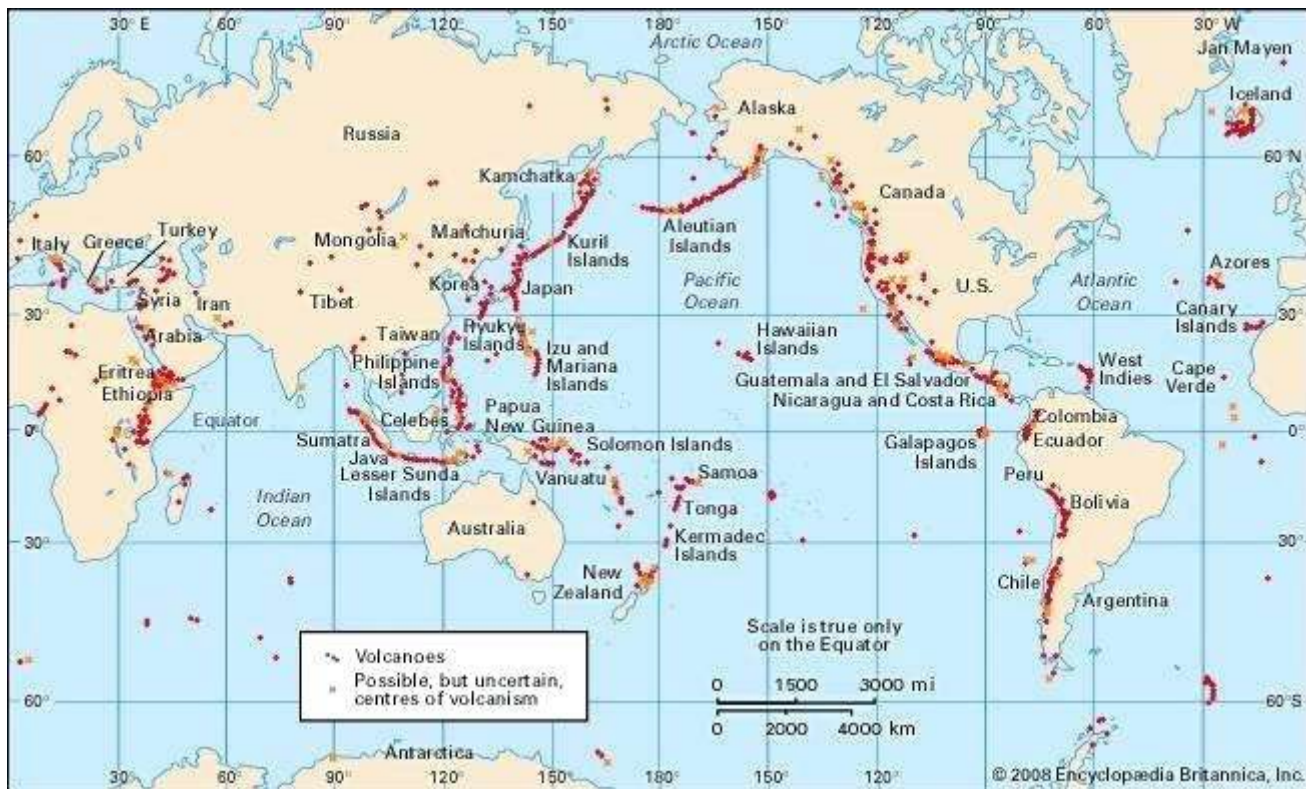 30° E
60°
90°
120°
150°
180°
150°
120°
90°
60°
30° W
Arctic Ocean
Jan Mayen
Iceland
Alaska
Russia
60°
60° N
Kamchatka
Canada
Mongolia
Manchuria
Aleutian
Islands
Kuril
Islands
Italy
Greece
Turkey
Korea
Japan
Pacific
Ocean
U.S.
Atlantic
Ocean
Azores
Syria
Iran
Tibet
Canary
Islands
30°
30°
Arabia
Taiwan
Ryukyu
Islands
Hawaiian
Islands
Philippine
Islands
Izu and
Mariana
Islands
West
Indies
Cape
Verde
Eritrea
Ethiopia
Guatemala and El Salvador
Nicaragua and Costa Rica
Equator
Celebes
Papua
New Guinea
Colombia
0°
0°
Sumatra
Solomon Islands
Galapagos
Islands
Ecuador
Java
Lesser Sunda
Islands
Vanuatu
Samoa
Peru
Indian
Ocean
Tonga
Bolivia
Australia
30°
30°
Kermadec
Islands
New
Zealand
Chile
Argentina
Scale is true only
on the Equator
Volcanoes
Possible, but uncertain,
centres of volcanism
0 1500 3000 mi
0 2000 4000 km
60°
60° S
Antarctica
30°
60°
90°
120°
150°
180°
150°
120°
90°
© 2008 Encyclopædia Britannica, Inc.